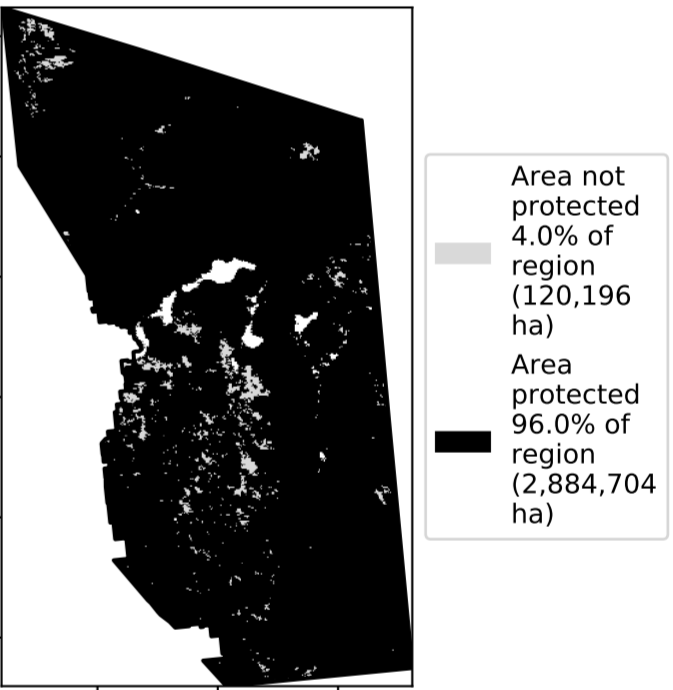 Area not
protected
4.0% of
region
(120,196
ha)
Area
protected
96.0% of
region
(2,884,704
ha)